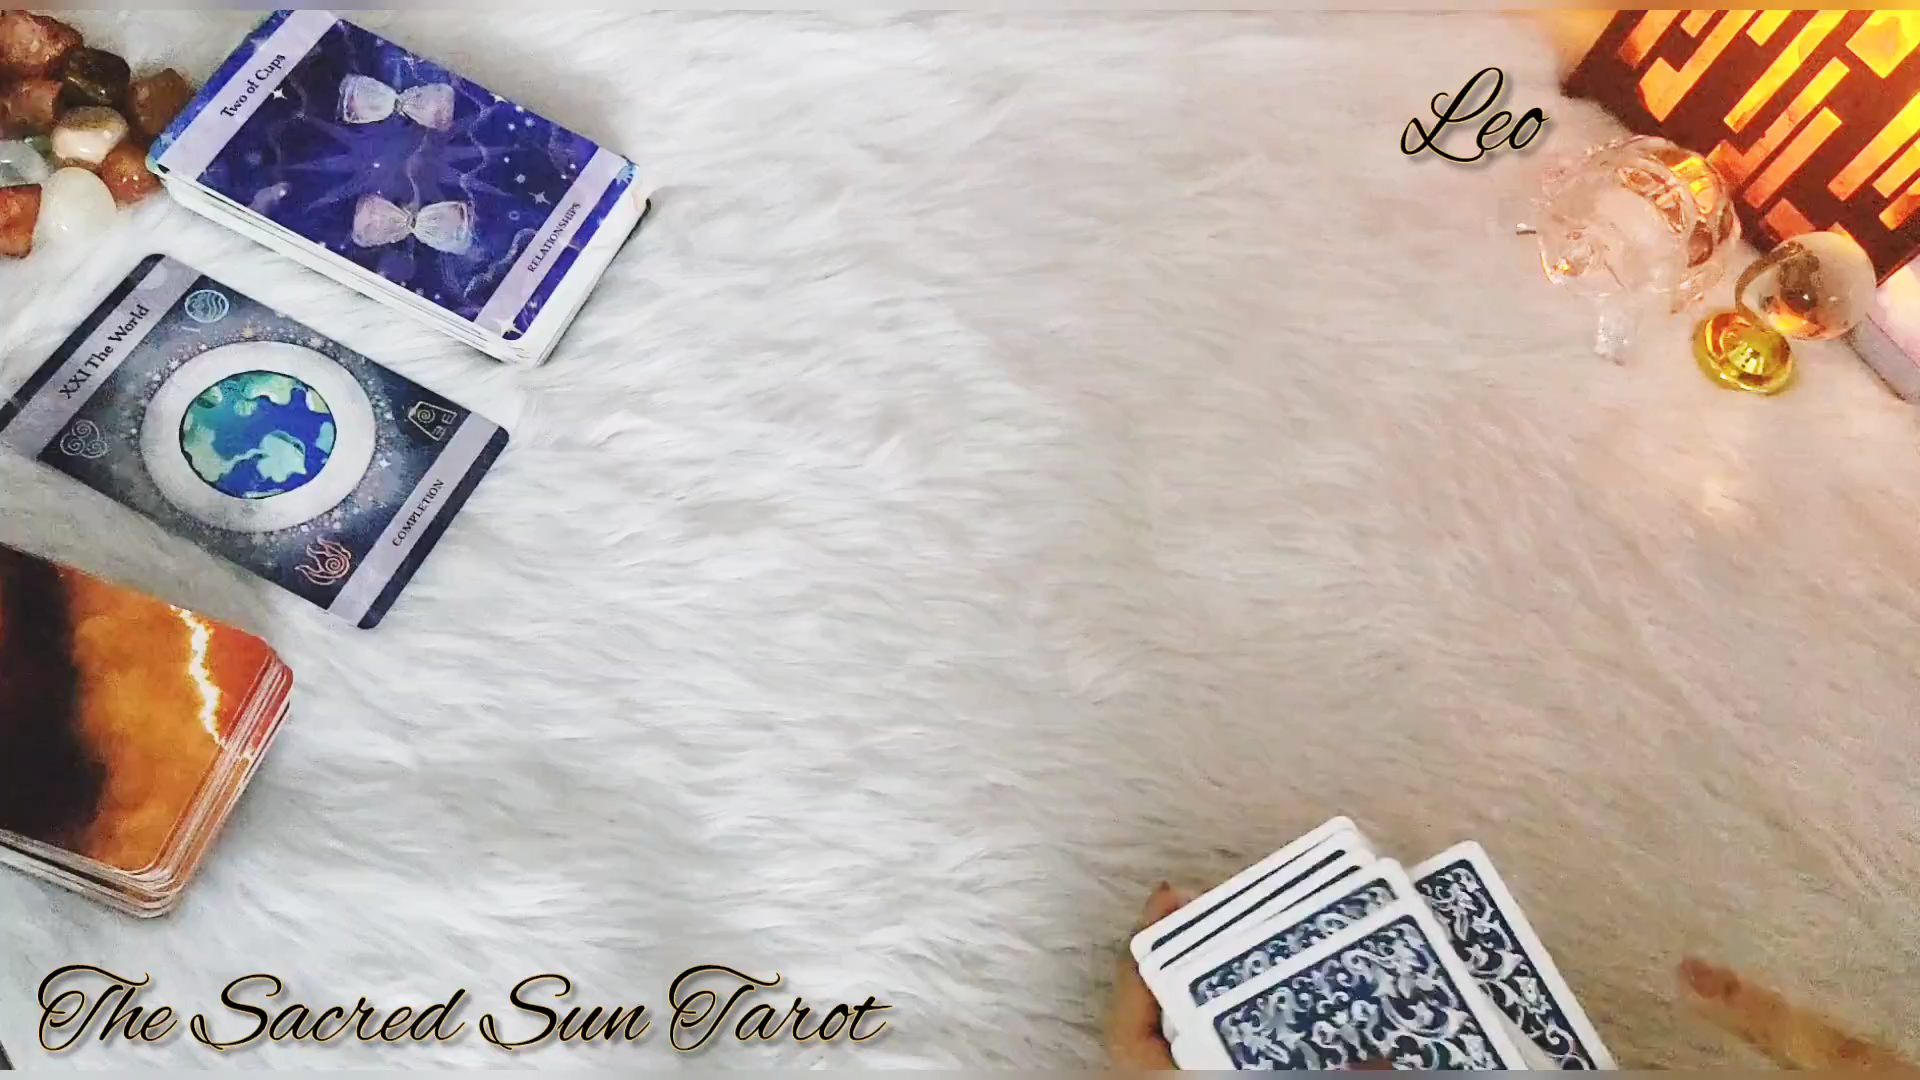 Two of Cups
RELATIONSHIPS
Leo
XXI The World
COMPLETION
The Sacred Sun Tarot